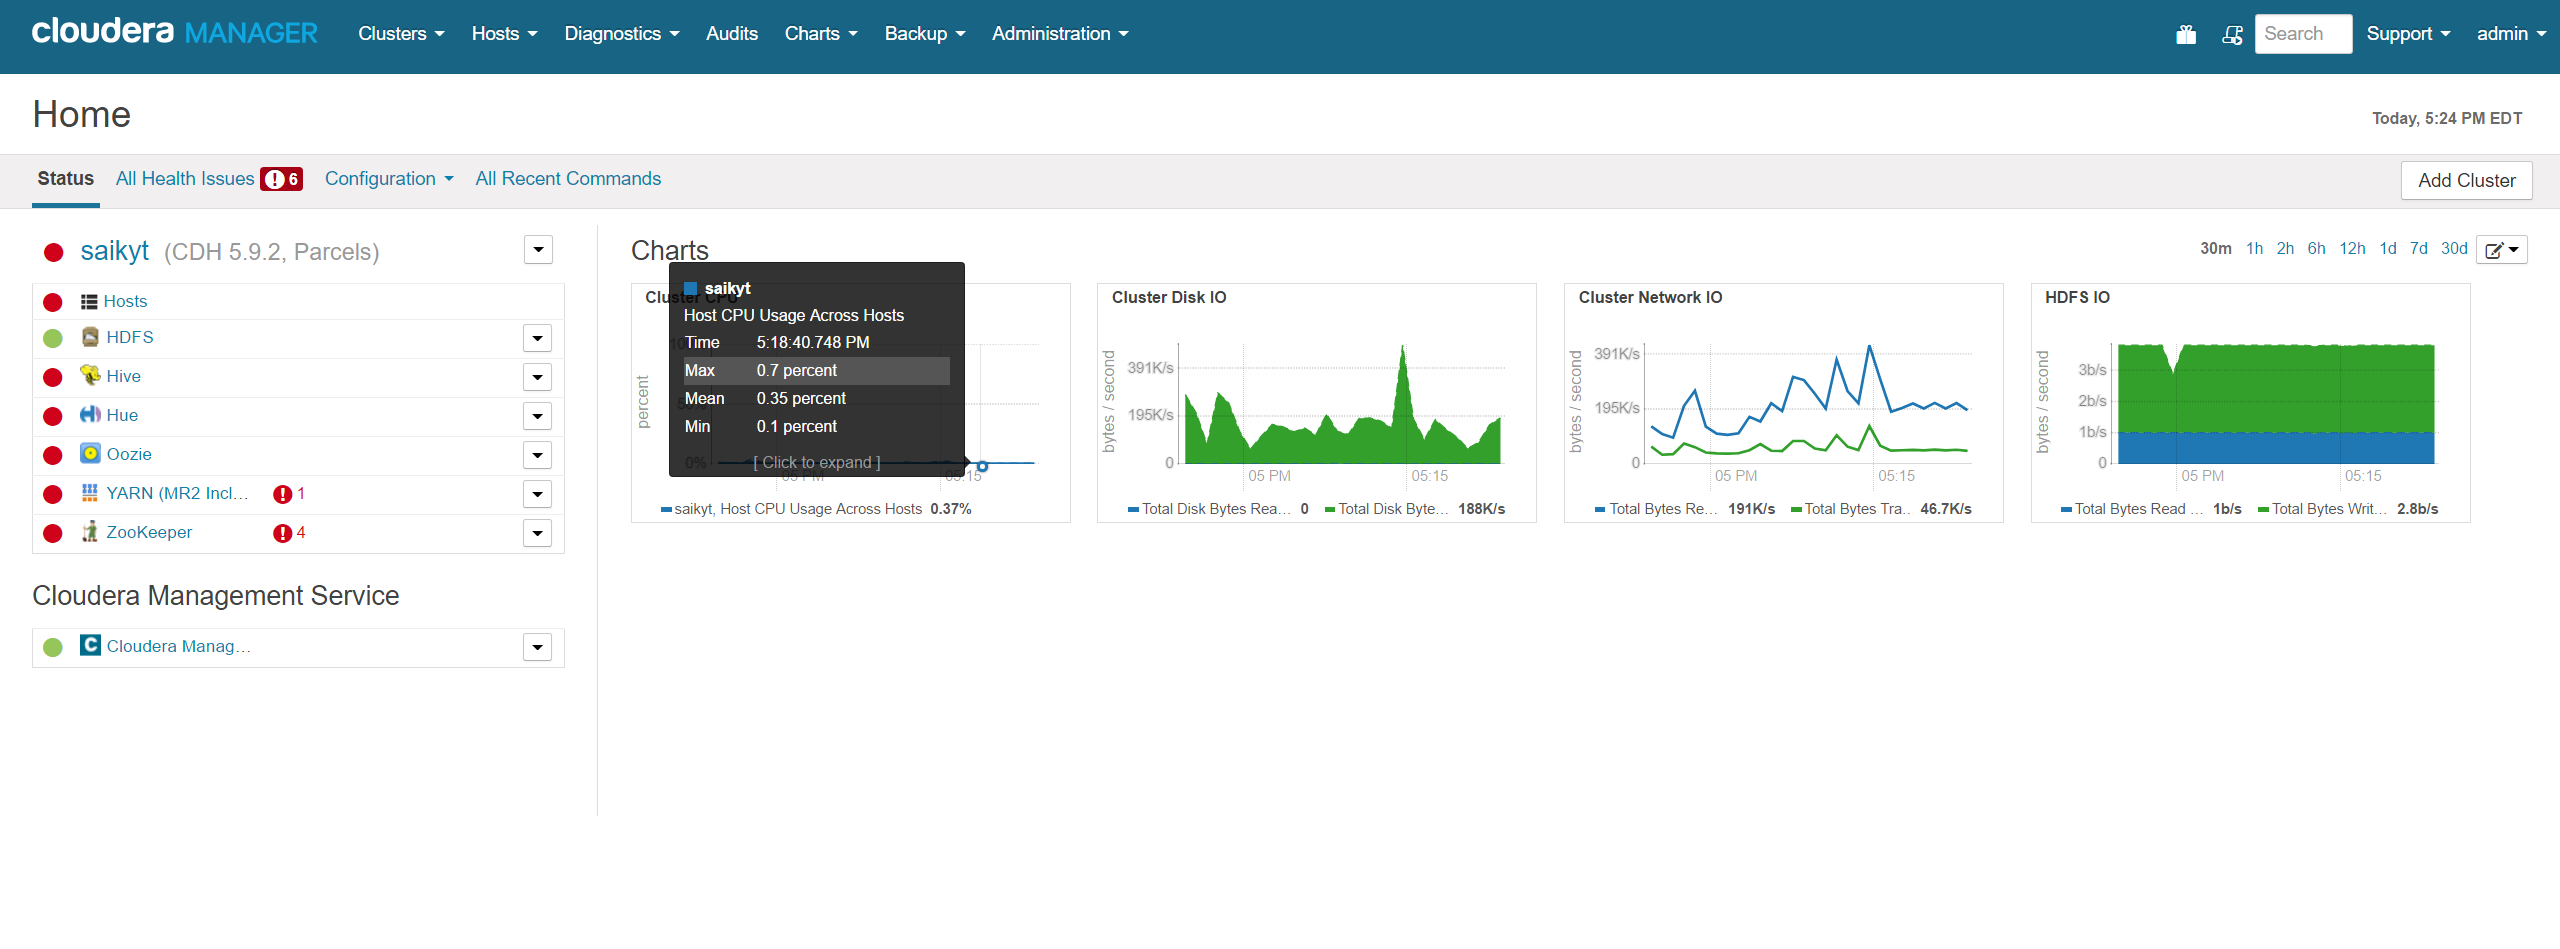 cloudera MANAGER Clusters Hosts Diagnostics Audits Charts Backup Administration Search Support admin
Home
Today, 5:24 PM EDT
Status All Health Issues 6 Configuration All Recent Commands Add Cluster
saikyt (CDH 5.9.2, Parcels)
Hosts
HDFS
Hive
Hue
Oozie
YARN (MR2 Incl... 1
ZooKeeper 4
Cloudera Management Service
Cloudera Manag...
Charts
30m 1h 2h 6h 12h 1d 7d 30d
Cluster CPU
percent
0%
05 PM
05:15
saikyt, Host CPU Usage Across Hosts 0.37%
saikyt
Host CPU Usage Across Hosts
Time 5:18:40.748 PM
Max 0.7 percent
Mean 0.35 percent
Min 0.1 percent
[ Click to expand ]
Cluster Disk IO
bytes / second
391K/s
195K/s
0
05 PM 05:15
Total Disk Bytes Rea... 0 Total Disk Byte... 188K/s
Cluster Network IO
bytes / second
391K/s
195K/s
0
05 PM 05:15
Total Bytes Re... 191K/s Total Bytes Tra.. 46.7K/s
HDFS IO
bytes / second
3b/s
2b/s
1b/s
0
05 PM 05:15
Total Bytes Read ... 1b/s Total Bytes Writ... 2.8b/s